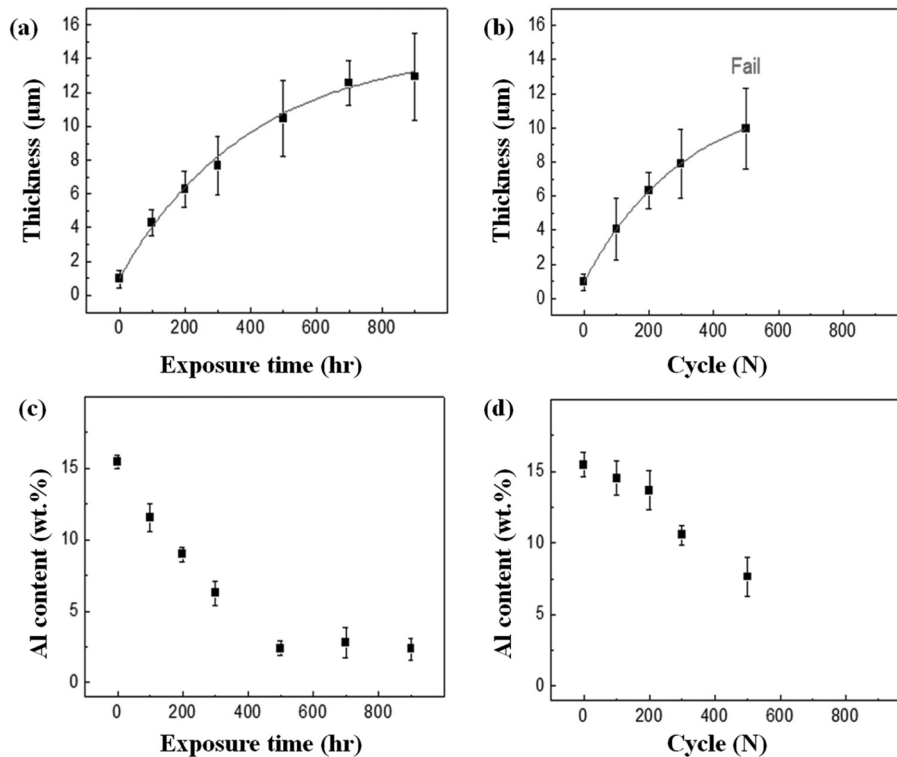 (a)
Thickness (μm)
16
14
12
10
8
6
4
2
0
0 200 400 600 800
Exposure time (hr)
(b)
Thickness (μm)
16
14
12
10
8
6
4
2
0
Fail
0 200 400 600 800
Cycle (N)
(c)
Al content (wt.%)
15
10
5
0
0 200 400 600 800
Exposure time (hr)
(d)
Al content (wt.%)
15
10
5
0
0 200 400 600 800
Cycle (N)